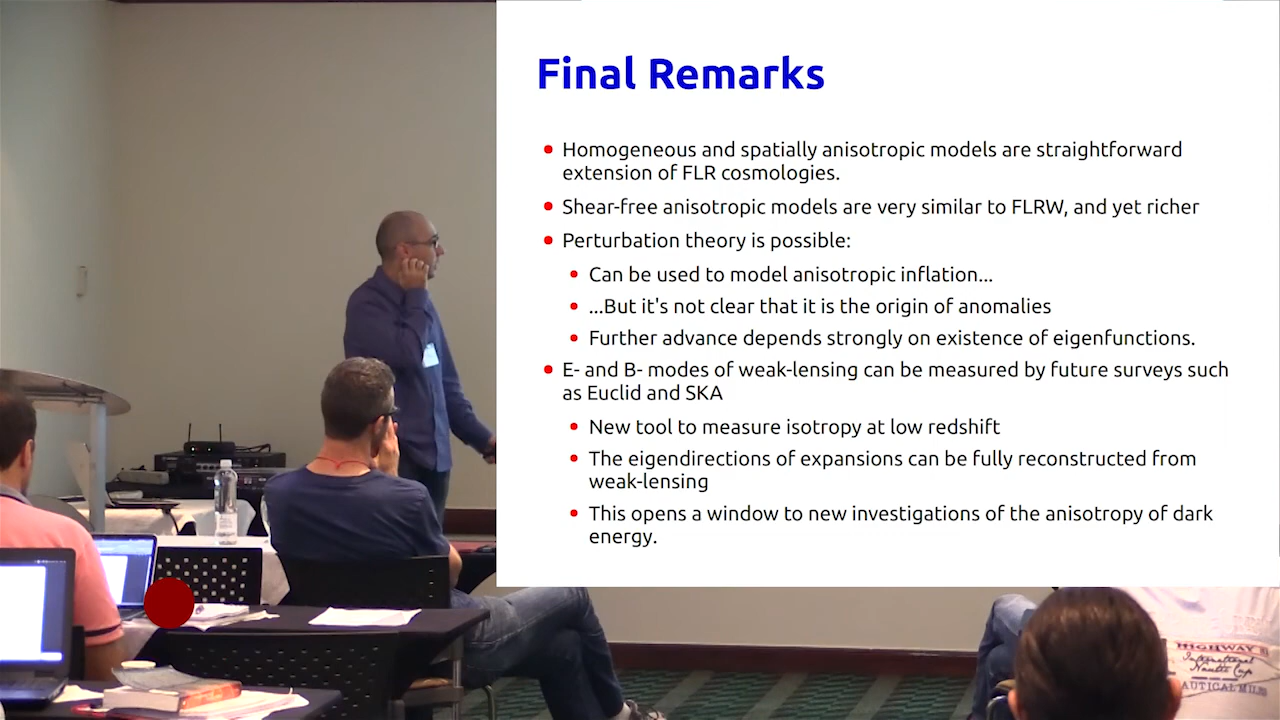 Final Remarks
Homogeneous and spatially anisotropic models are straightforward
extension of FLR cosmologies.
Shear-free anisotropic models are very similar to FLRW, and yet richer
Perturbation theory is possible:
Can be used to model anisotropic inflation...
...But it's not clear that it is the origin of anomalies
Further advance depends strongly on existence of eigenfunctions.
E- and B- modes of weak-lensing can be measured by future surveys such
as Euclid and SKA
New tool to measure isotropy at low redshift
The eigendirections of expansions can be fully reconstructed from
weak-lensing
This opens a window to new investigations of the anisotropy of dark
energy.
HIGHWAY
International
Nautic Cup